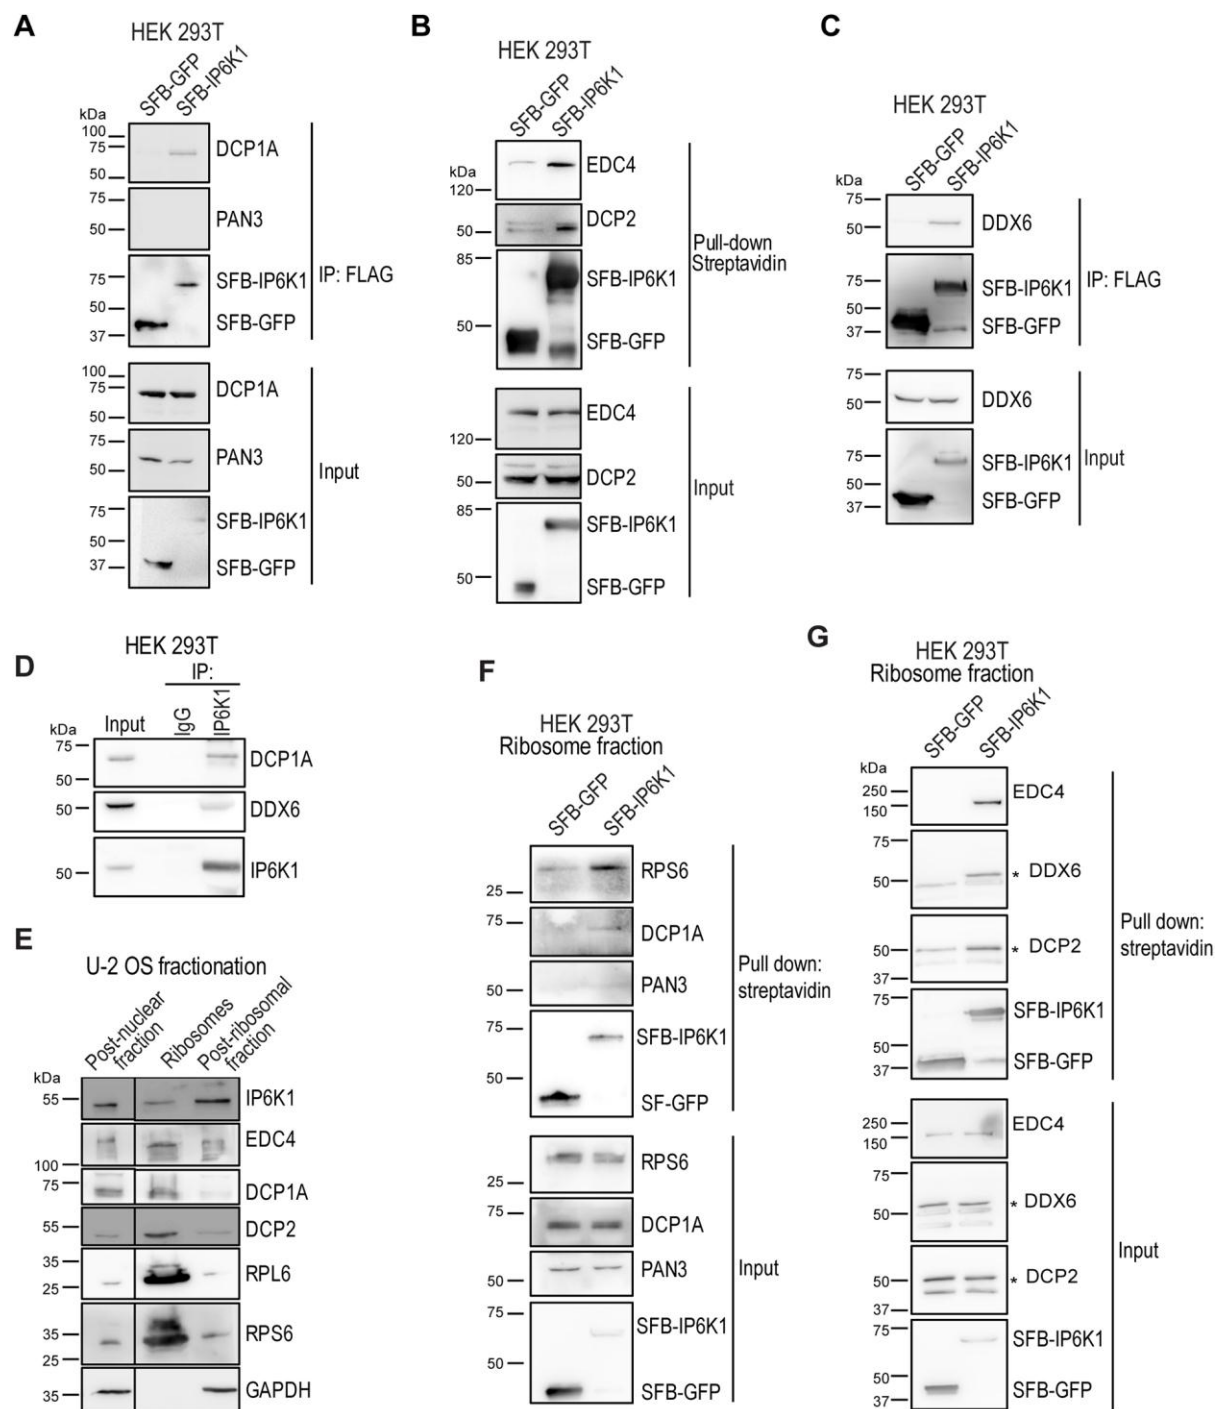 A
HEK 293T
SFB-GFP
SFB-IP6K1
kDa
100
75
50
DCP1A
75
50
PAN3
75
50
37
SFB-IP6K1
SFB-GFP
IP: FLAG
100
75
50
DCP1A
75
50
PAN3
75
50
37
SFB-IP6K1
SFB-GFP
Input
B
HEK 293T
SFB-GFP
SFB-IP6K1
kDa
120
EDC4
50
DCP2
85
50
SFB-IP6K1
SFB-GFP
Pull-down
Streptavidin
120
EDC4
50
DCP2
85
50
SFB-IP6K1
SFB-GFP
Input
C
HEK 293T
SFB-GFP
SFB-IP6K1
kDa
75
50
DDX6
75
50
37
SFB-IP6K1
SFB-GFP
IP: FLAG
75
50
DDX6
75
50
37
SFB-IP6K1
SFB-GFP
Input
D
HEK 293T
IP:
Input
IgG
IP6K1
kDa
75
50
DCP1A
50
DDX6
50
IP6K1
E
U-2 OS fractionation
Post-nuclear
fraction
Ribosomes
Post-ribosomal
fraction
kDa
55
IP6K1
100
EDC4
75
DCP1A
55
DCP2
35
25
RPL6
35
25
RPS6
35
GAPDH
F
HEK 293T
Ribosome fraction
SFB-GFP
SFB-IP6K1
25
RPS6
75
DCP1A
50
PAN3
75
50
SFB-IP6K1
SF-GFP
Pull down:
streptavidin
25
RPS6
75
DCP1A
50
PAN3
75
50
SFB-IP6K1
SFB-GFP
Input
G
HEK 293T
Ribosome fraction
SFB-GFP
SFB-IP6K1
kDa
250
150
EDC4
75
50
* DDX6
50
37
* DCP2
75
50
37
SFB-IP6K1
SFB-GFP
Pull down:
streptavidin
250
150
EDC4
75
50
* DDX6
50
37
* DCP2
75
50
37
SFB-IP6K1
SFB-GFP
Input